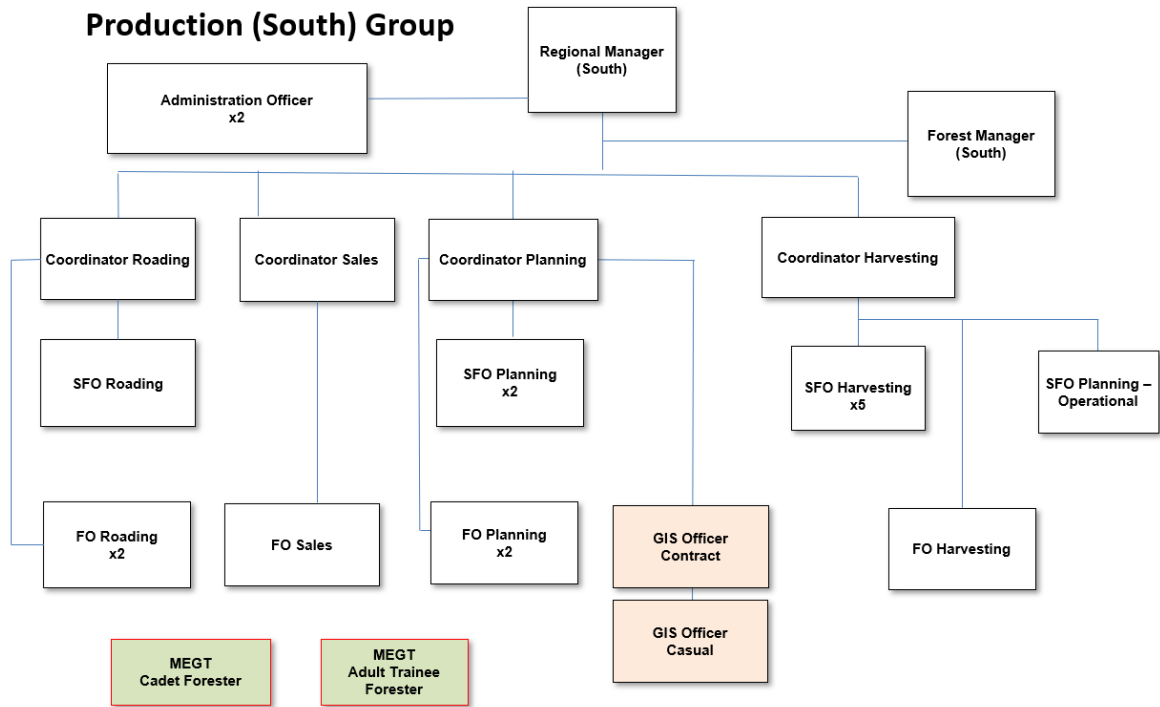 Production (South) Group
Regional Manager
(South)
Administration Officer
x2
Forest Manager
(South)
Coordinator Roading
Coordinator Sales
Coordinator Planning
Coordinator Harvesting
SFO Roading
SFO Planning
x2
SFO Harvesting
x5
SFO Planning –
Operational
FO Roading
x2
FO Sales
FO Planning
x2
GIS Officer
Contract
FO Harvesting
GIS Officer
Casual
MEGT
Cadet Forester
MEGT
Adult Trainee
Forester